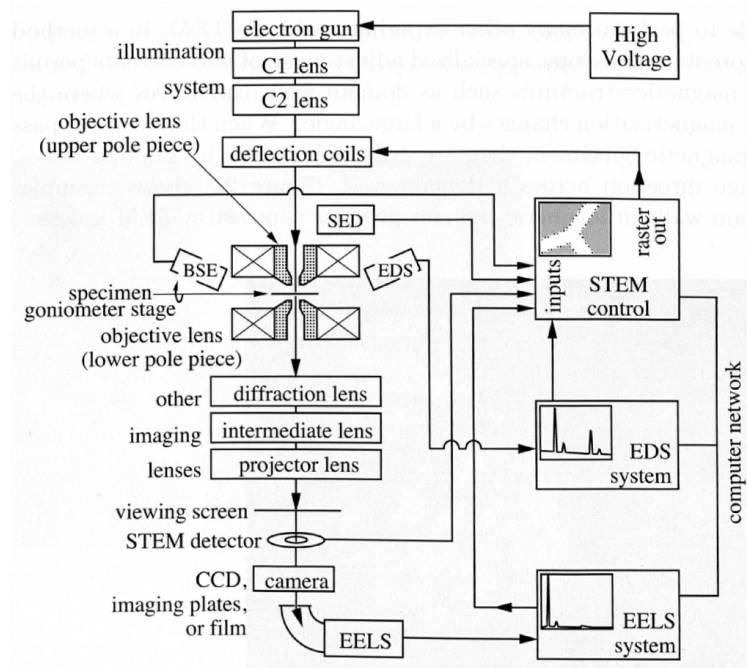 electron gun
High
Voltage
illumination
system
C1 lens
C2 lens
objective lens
(upper pole piece)
deflection coils
SED
BSE
EDS
specimen
goniometer stage
objective lens
(lower pole piece)
inputs
raster
out
STEM
control
other
imaging
lenses
diffraction lens
intermediate lens
projector lens
EDS
system
computer network
viewing screen
STEM detector
CCD,
imaging plates,
or film
camera
EELS
EELS
system